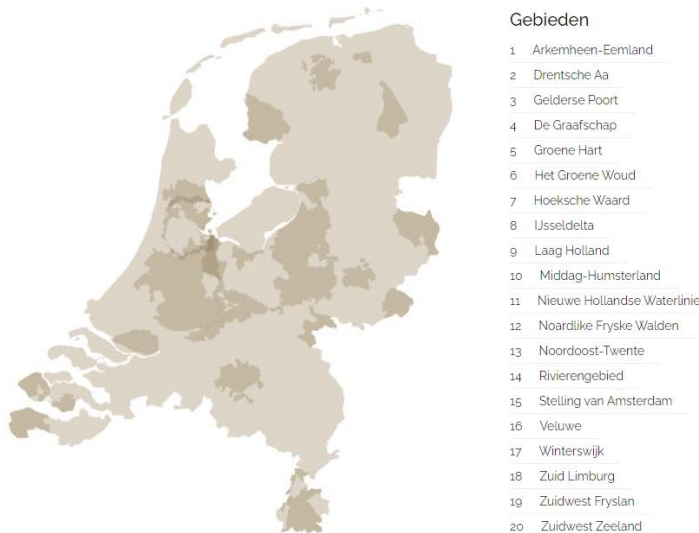 Gebieden
1 Arkemheen-Eemland
2 Drentsche Aa
3 Gelderse Poort
4 De Graafschap
5 Groene Hart
6 Het Groene Woud
7 Hoeksche Waard
8 IJsseldelta
9 Laag Holland
10 Middag-Humsterland
11 Nieuwe Hollandse Waterlinie
12 Noardlike Fryske Walden
13 Noordoost-Twente
14 Rivierengebied
15 Stelling van Amsterdam
16 Veluwe
17 Winterswijk
18 Zuid Limburg
19 Zuidwest Fryslan
20 Zuidwest Zeeland